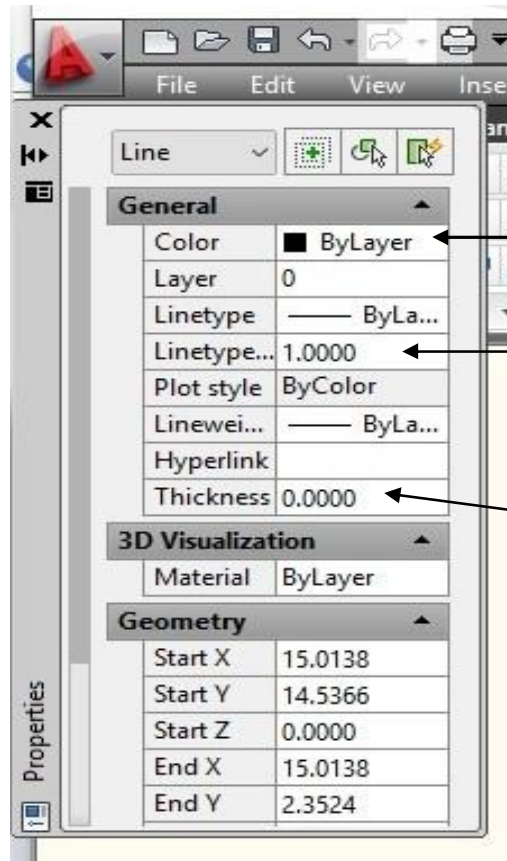 File Edit View Inse
Line
General
Color ByLayer
Layer 0
Linetype ByLa...
Linetype... 1.0000
Plot style ByColor
Linewei... ByLa...
Hyperlink
Thickness 0.0000
3D Visualization
Material ByLayer
Geometry
Start X 15.0138
Start Y 14.5366
Start Z 0.0000
End X 15.0138
End Y 2.3524
Properties